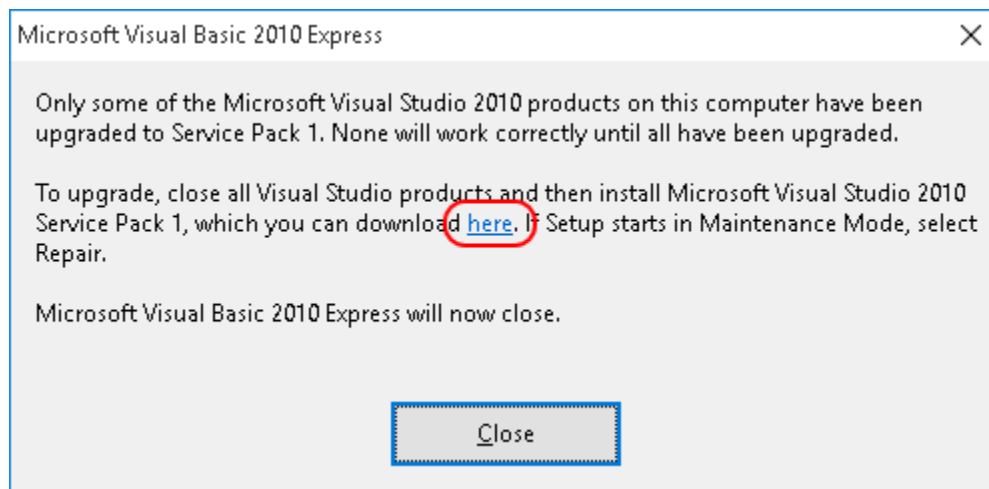 Microsoft Visual Basic 2010 Express
Only some of the Microsoft Visual Studio 2010 products on this computer have been
upgraded to Service Pack 1. None will work correctly until all have been upgraded.
To upgrade, close all Visual Studio products and then install Microsoft Visual Studio 2010
Service Pack 1, which you can download here. If Setup starts in Maintenance Mode, select
Repair.
Microsoft Visual Basic 2010 Express will now close.
Close